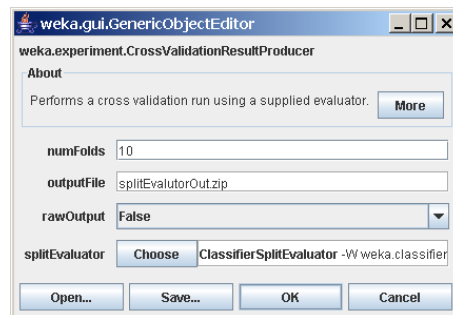 weka.gui.GenericObjectEditor
weka.experiment.CrossValidationResultProducer
About
Performs a cross validation run using a supplied evaluator. More
numFolds 10
outputFile splitEvalutorOut.zip
rawOutput False
splitEvaluator Choose ClassifierSplitEvaluator -W weka.classifier
Open... Save... OK Cancel